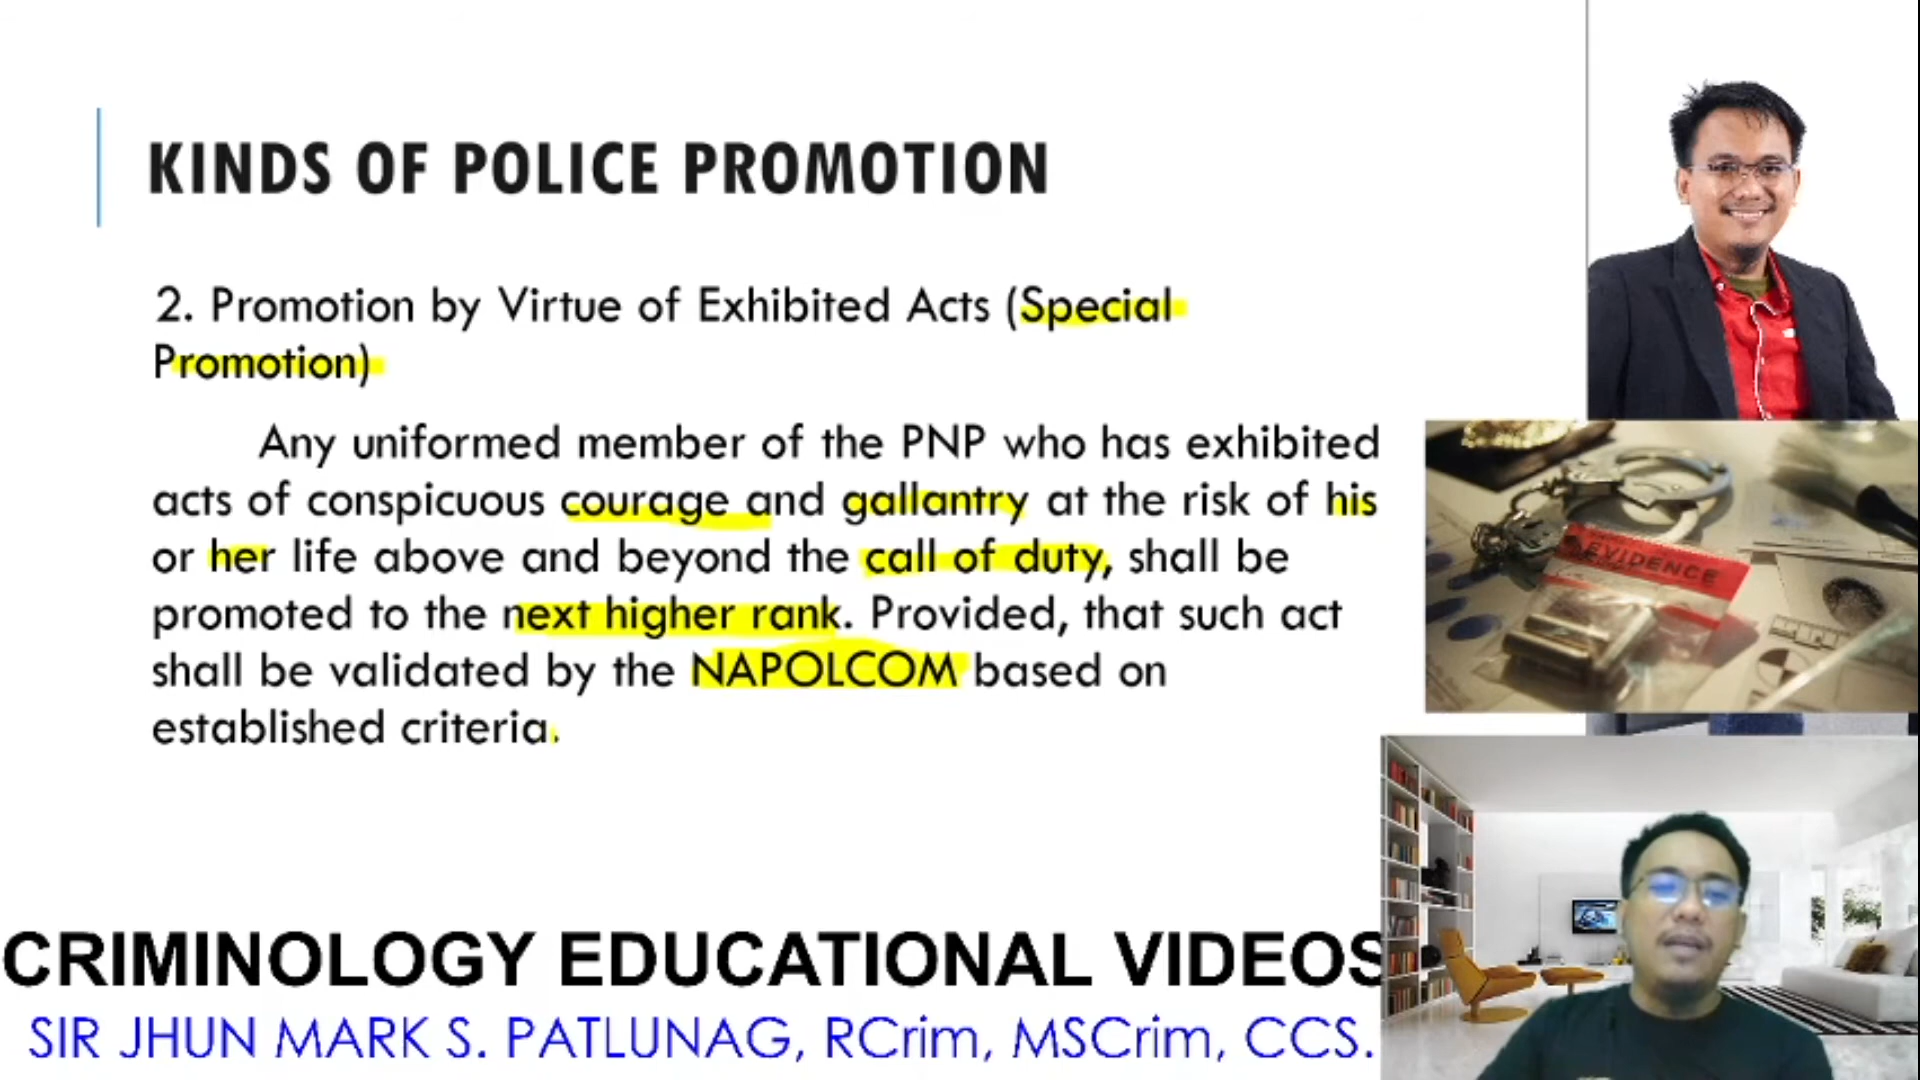 KINDS OF POLICE PROMOTION
2. Promotion by Virtue of Exhibited Acts (Special
Promotion)
Any uniformed member of the PNP who has exhibited
acts of conspicuous courage and gallantry at the risk of his
or her life above and beyond the call of duty, shall be
promoted to the next higher rank. Provided, that such act
shall be validated by the NAPOLCOM based on
established criteria.
EVIDENCE
CRIMINOLOGY EDUCATIONAL VIDEOS
SIR JHUN MARK S. PATLUNAG, RCrim, MSCrim, CCS.